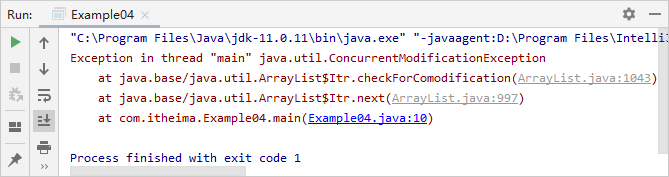 Run: Example04 ×
"C:\Program Files\Java\jdk-11.0.11\bin\java.exe" "-javaagent:D:\Program Files\Intelli
Exception in thread "main" java.util.ConcurrentModificationException
at java.base/java.util.ArrayList$Itr.checkForComodification(ArrayList.java:1043)
at java.base/java.util.ArrayList$Itr.next(ArrayList.java:997)
at com.itheima.Example04.main(Example04.java:10)
Process finished with exit code 1